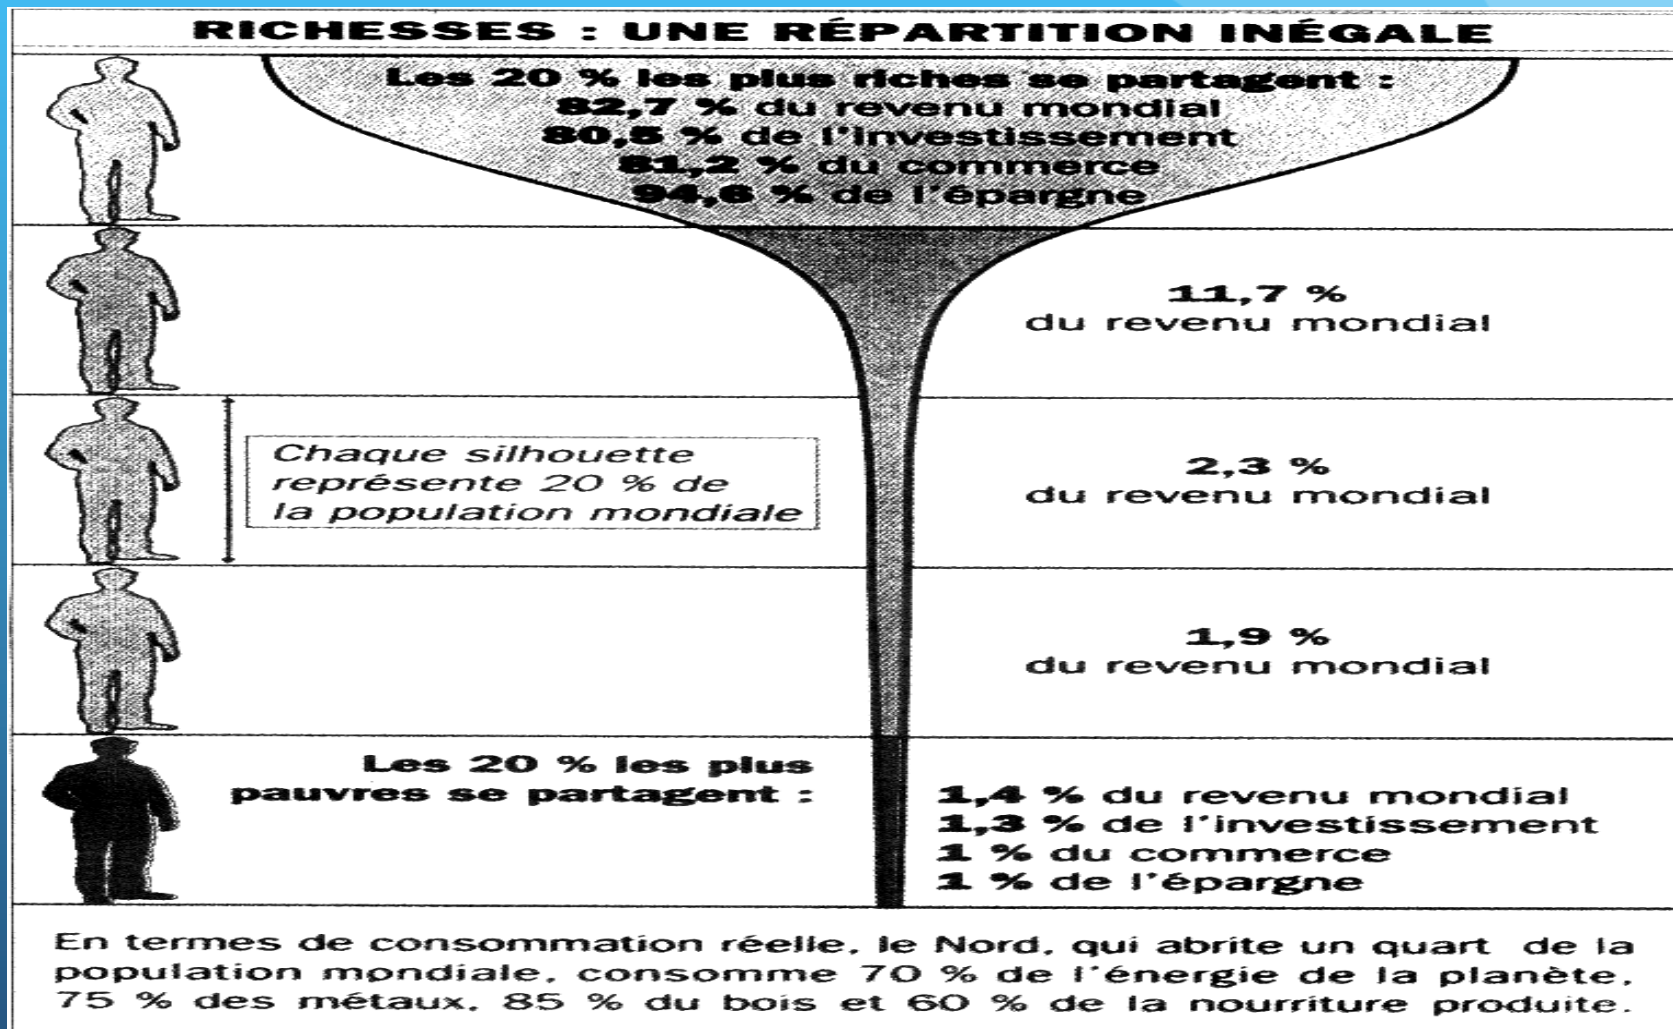 RICHESSES : UNE RÉPARTITION INÉGALE
Les 20 % les plus riches se partagent :
82,7 % du revenu mondial
80,5 % de l'investissement
81,2 % du commerce
94,6 % de l'épargne
11,7 %
du revenu mondial
Chaque silhouette
représente 20 % de
la population mondiale
2,3 %
du revenu mondial
1,9 %
du revenu mondial
Les 20 % les plus
pauvres se partagent :
1,4 % du revenu mondial
1,3 % de l'investissement
1 % du commerce
1 % de l'épargne
En termes de consommation réelle, le Nord, qui abrite un quart de la
population mondiale, consomme 70 % de l'énergie de la planète,
75 % des métaux, 85 % du bois et 60 % de la nourriture produite.